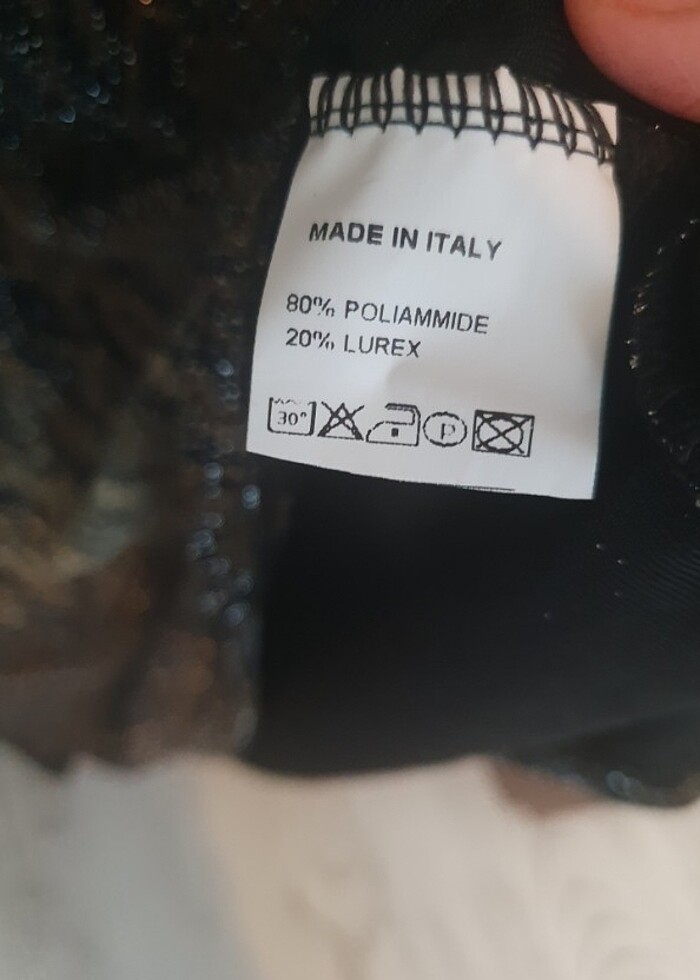 MADE IN ITALY
80% POLIAMMIDE
20% LUREX
30° P